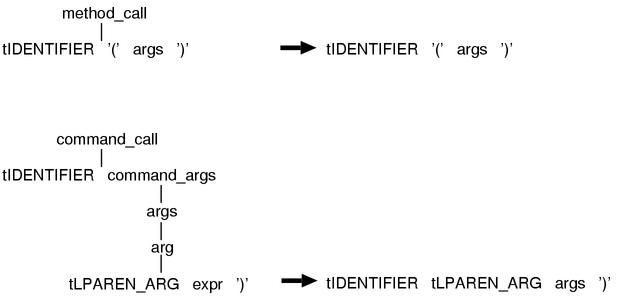 method_call
tIDENTIFIER '(' args ')' tIDENTIFIER '(' args ')'
command_call
tIDENTIFIER command_args
args
arg
tLPAREN_ARG expr ')' tIDENTIFIER tLPAREN_ARG args ')'